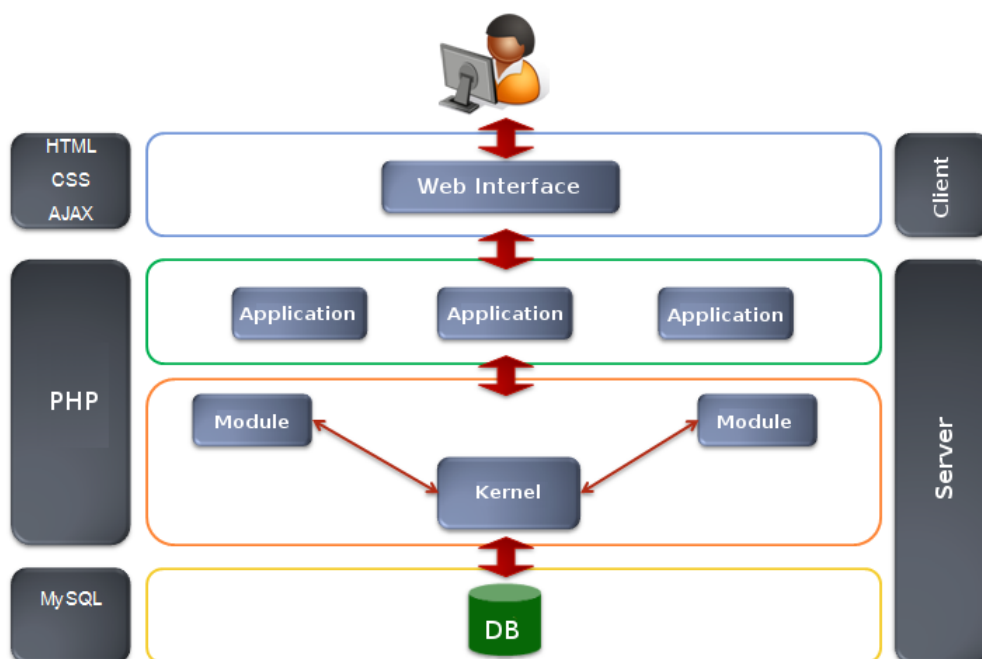 HTML
CSS
AJAX
Web Interface
Client
Application
Application
Application
PHP
Module
Module
Kernel
Server
MySQL
DB